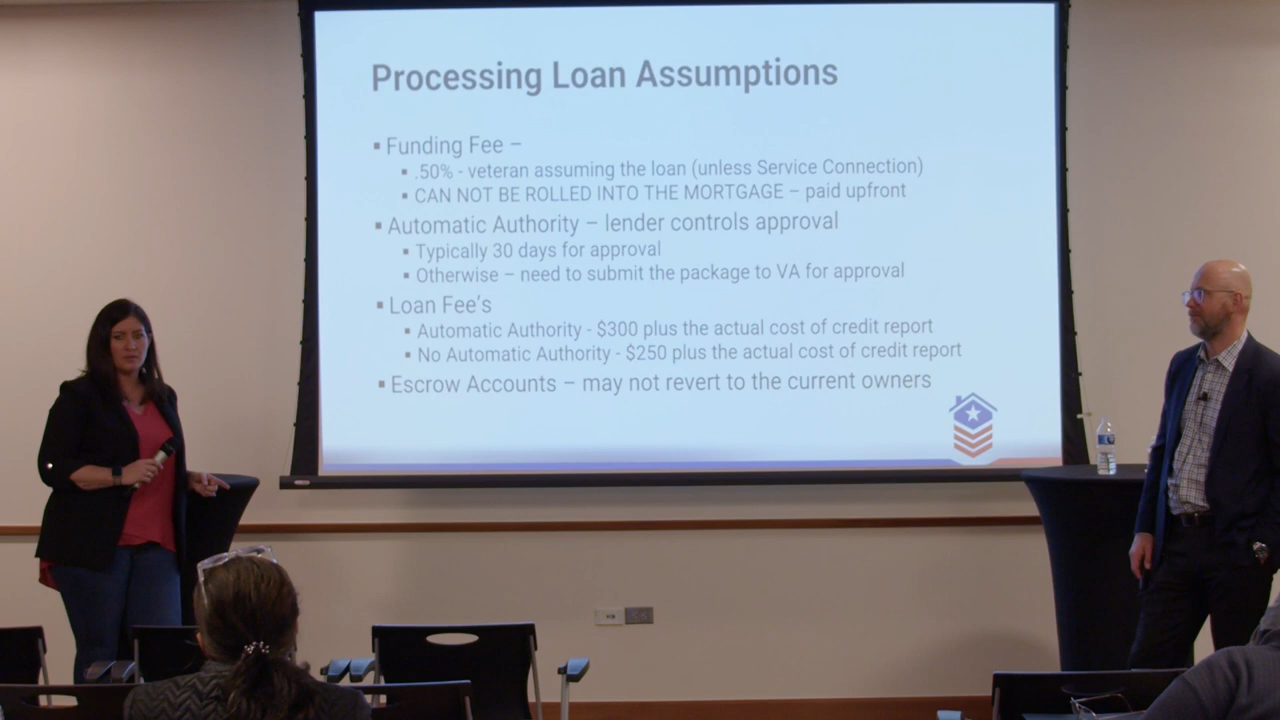 Processing Loan Assumptions
▪ Funding Fee –
▪ .50% - veteran assuming the loan (unless Service Connection)
▪ CAN NOT BE ROLLED INTO THE MORTGAGE – paid upfront
▪ Automatic Authority – lender controls approval
▪ Typically 30 days for approval
▪ Otherwise – need to submit the package to VA for approval
▪ Loan Fee's
▪ Automatic Authority - $300 plus the actual cost of credit report
▪ No Automatic Authority - $250 plus the actual cost of credit report
▪ Escrow Accounts – may not revert to the current owners